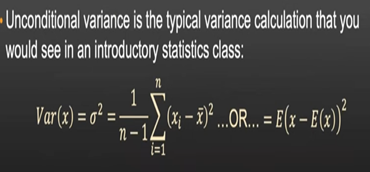 Unconditional variance is the typical variance calculation that you
would see in an introductory statistics class:
Var(x) = σ² = 1/(n − 1) ∑ⁿᵢ₌₁ (xᵢ − x̄)² ...OR... = E(x − E(x))²